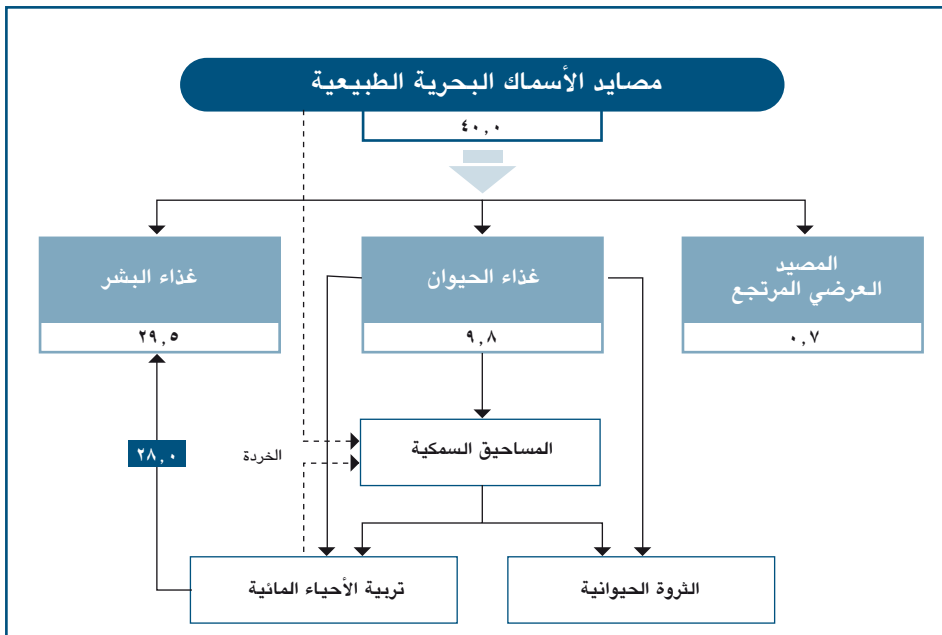 مصايد الأسماك البحرية الطبيعية
٤٠,٠
المصيد
العرضي المرتجع
٠,٧
غذاء الحيوان
٩,٨
غذاء البشر
٢٩,٥
المساحيق السمكية
الخردة
٢٨,٠
الثروة الحيوانية
تربية الأحياء المائية